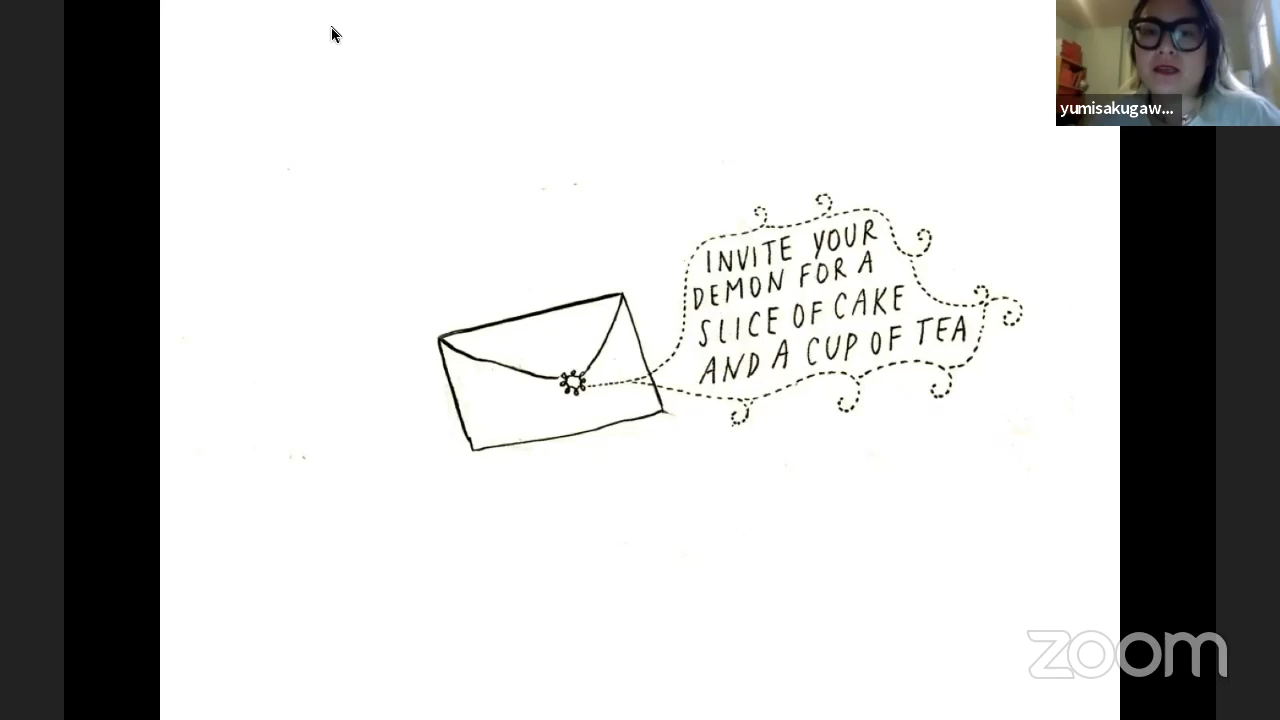 yumisakugaw...
INVITE YOUR
DEMON FOR A
SLICE OF CAKE
AND A CUP OF TEA
zoom